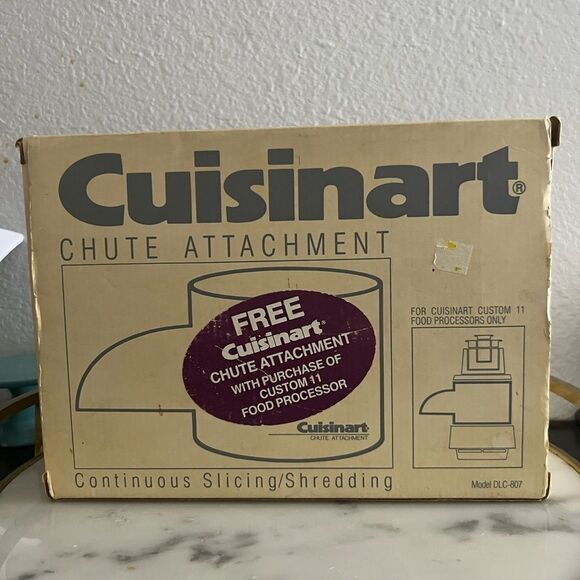 Cuisinart®
CHUTE ATTACHMENT
FREE
Cuisinart®
CHUTE ATTACHMENT
WITH PURCHASE OF
CUSTOM 11
FOOD PROCESSOR
Cuisinart
CHUTE ATTACHMENT
FOR CUISINART CUSTOM 11
FOOD PROCESSORS ONLY
Continuous Slicing/Shredding
Model DLC-807